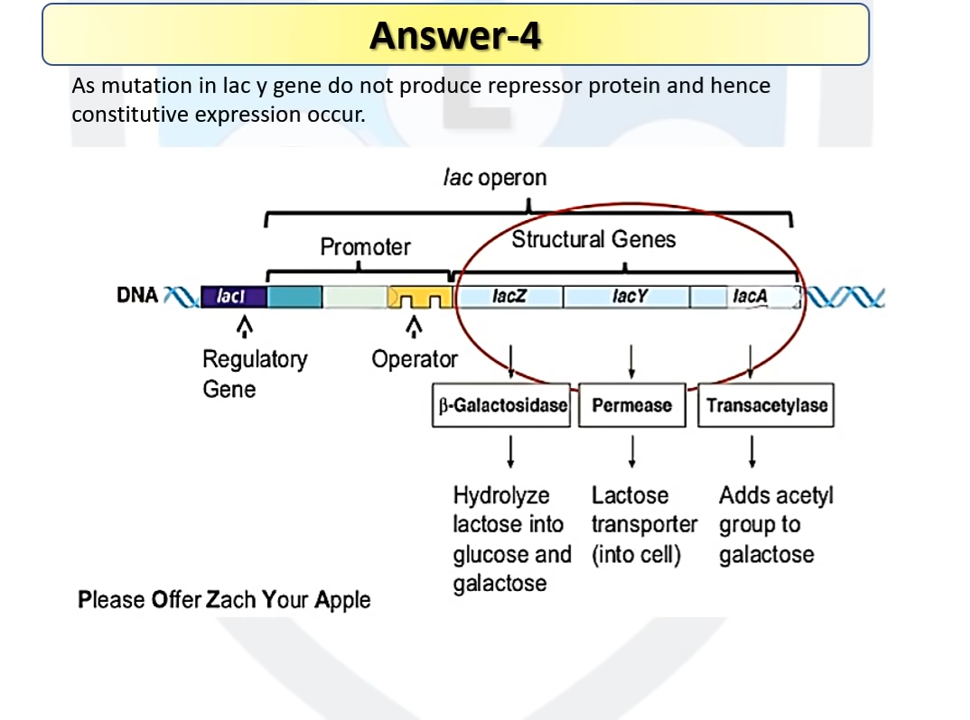 Answer-4
As mutation in lac y gene do not produce repressor protein and hence
constitutive expression occur.
lac operon
Promoter
Structural Genes
DNA
lacI
lacZ
lacY
lacA
Regulatory
Gene
Operator
β-Galactosidase
Permease
Transacetylase
Hydrolyze
lactose into
glucose and
galactose
Lactose
transporter
(into cell)
Adds acetyl
group to
galactose
Please Offer Zach Your Apple